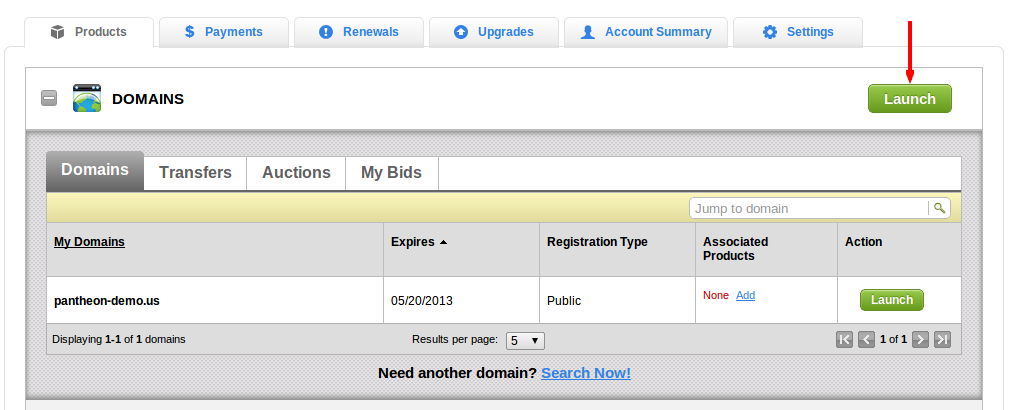 Products
Payments
Renewals
Upgrades
Account Summary
Settings
DOMAINS
Launch
Domains
Transfers
Auctions
My Bids
Jump to domain
My Domains
Expires
Registration Type
Associated
Products
Action
pantheon-demo.us
05/20/2013
Public
None Add
Launch
Displaying 1-1 of 1 domains
Results per page: 5
1 of 1
Need another domain? Search Now!